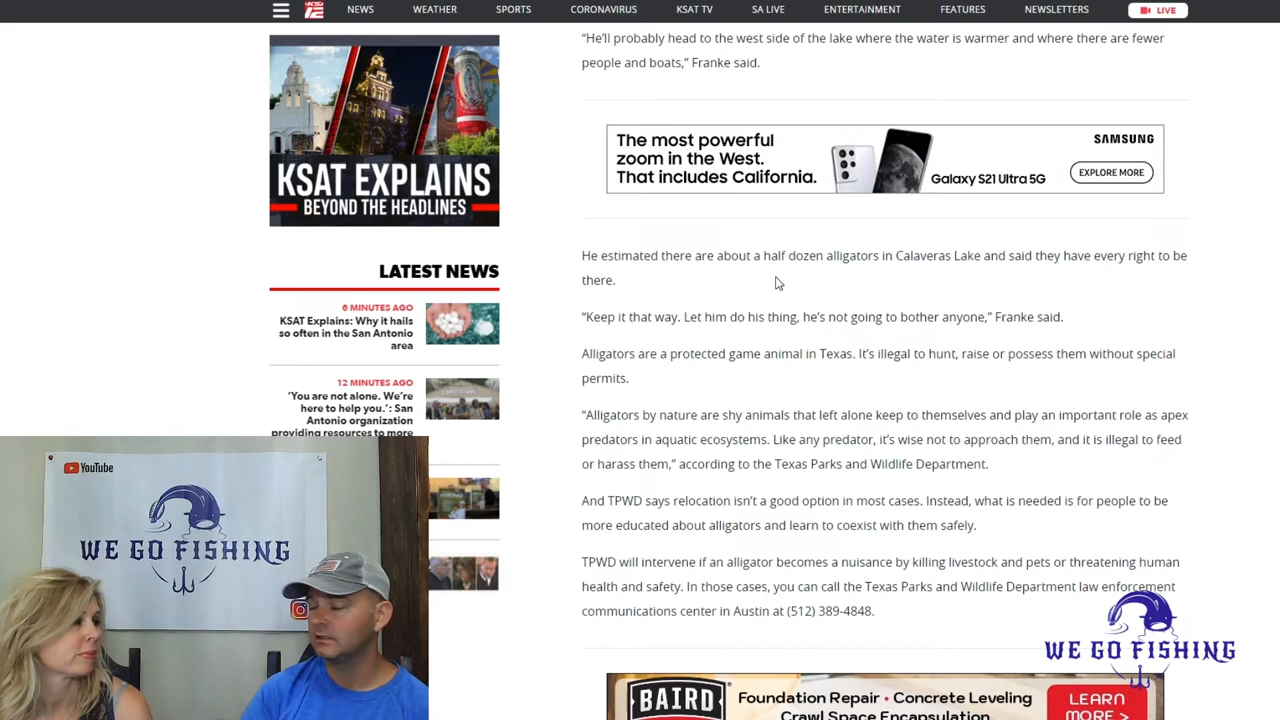 KSAT 12
NEWS
WEATHER
SPORTS
CORONAVIRUS
KSAT TV
SA LIVE
ENTERTAINMENT
FEATURES
NEWSLETTERS
LIVE
“He’ll probably head to the west side of the lake where the water is warmer and where there are fewer
people and boats,” Franke said.
KSAT EXPLAINS
BEYOND THE HEADLINES
The most powerful
zoom in the West.
That includes California.
Galaxy S21 Ultra 5G
SAMSUNG
EXPLORE MORE
He estimated there are about a half dozen alligators in Calaveras Lake and said they have every right to be
there.
“Keep it that way. Let him do his thing, he’s not going to bother anyone,” Franke said.
Alligators are a protected game animal in Texas. It’s illegal to hunt, raise or possess them without special
permits.
“Alligators by nature are shy animals that left alone keep to themselves and play an important role as apex
predators in aquatic ecosystems. Like any predator, it’s wise not to approach them, and it is illegal to feed
or harass them,” according to the Texas Parks and Wildlife Department.
And TPWD says relocation isn’t a good option in most cases. Instead, what is needed is for people to be
more educated about alligators and learn to coexist with them safely.
TPWD will intervene if an alligator becomes a nuisance by killing livestock and pets or threatening human
health and safety. In those cases, you can call the Texas Parks and Wildlife Department law enforcement
communications center in Austin at (512) 389-4848.
LATEST NEWS
6 MINUTES AGO
KSAT Explains: Why it hails
so often in the San Antonio
area
12 MINUTES AGO
‘You are not alone. We’re
here to help you.’: San
Antonio organization
providing resources to more
YouTube
WE GO FISHING
WE GO FISHING
BAIRD
Foundation Repair • Concrete Leveling
Crawl Space Encapsulation
LEARN
MORE >